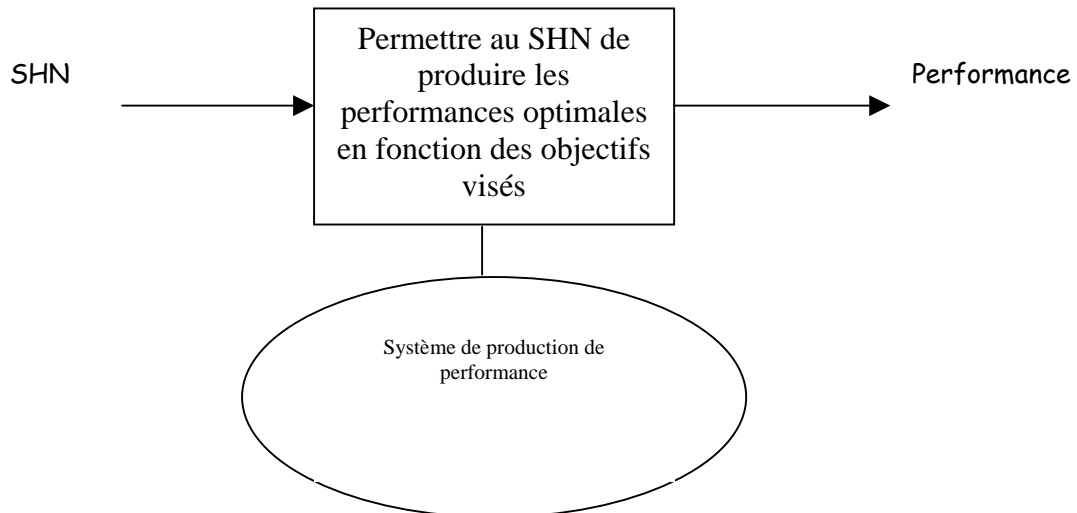 SHN
Permettre au SHN de
produire les
performances optimales
en fonction des objectifs
visés
Performance
Système de production de
performance